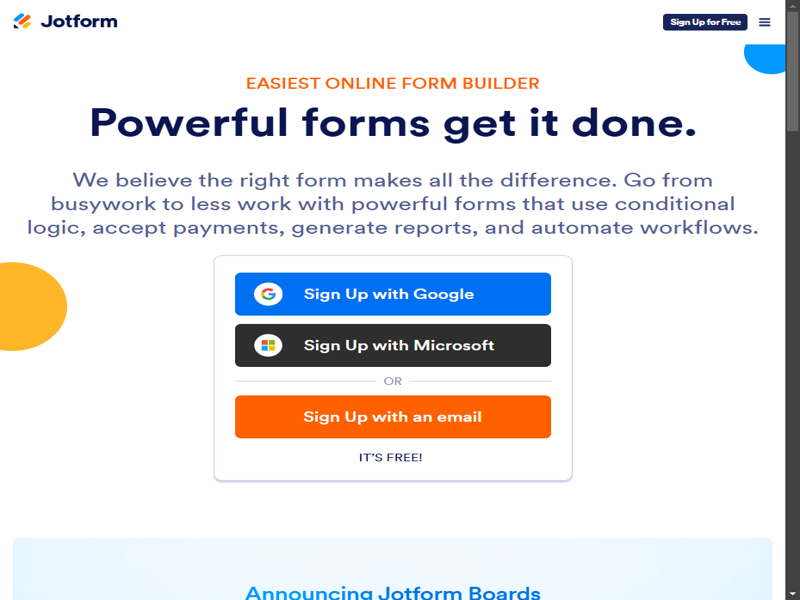 Jotform
Sign Up for Free
EASIEST ONLINE FORM BUILDER
Powerful forms get it done.
We believe the right form makes all the difference. Go from
busywork to less work with powerful forms that use conditional
logic, accept payments, generate reports, and automate workflows.
Sign Up with Google
Sign Up with Microsoft
OR
Sign Up with an email
IT'S FREE!
Announcing Jotform Boards